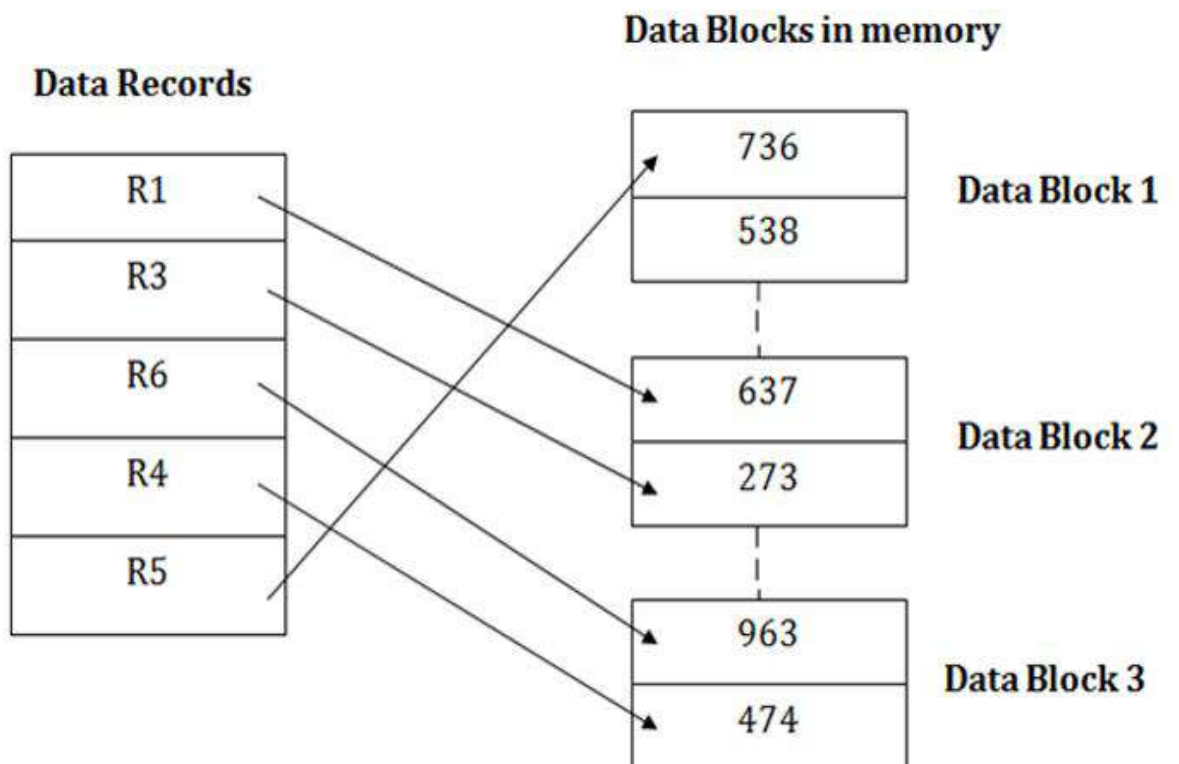 Data Blocks in memory
Data Records
R1
R3
R6
R4
R5
736
538
Data Block 1
637
273
Data Block 2
963
474
Data Block 3